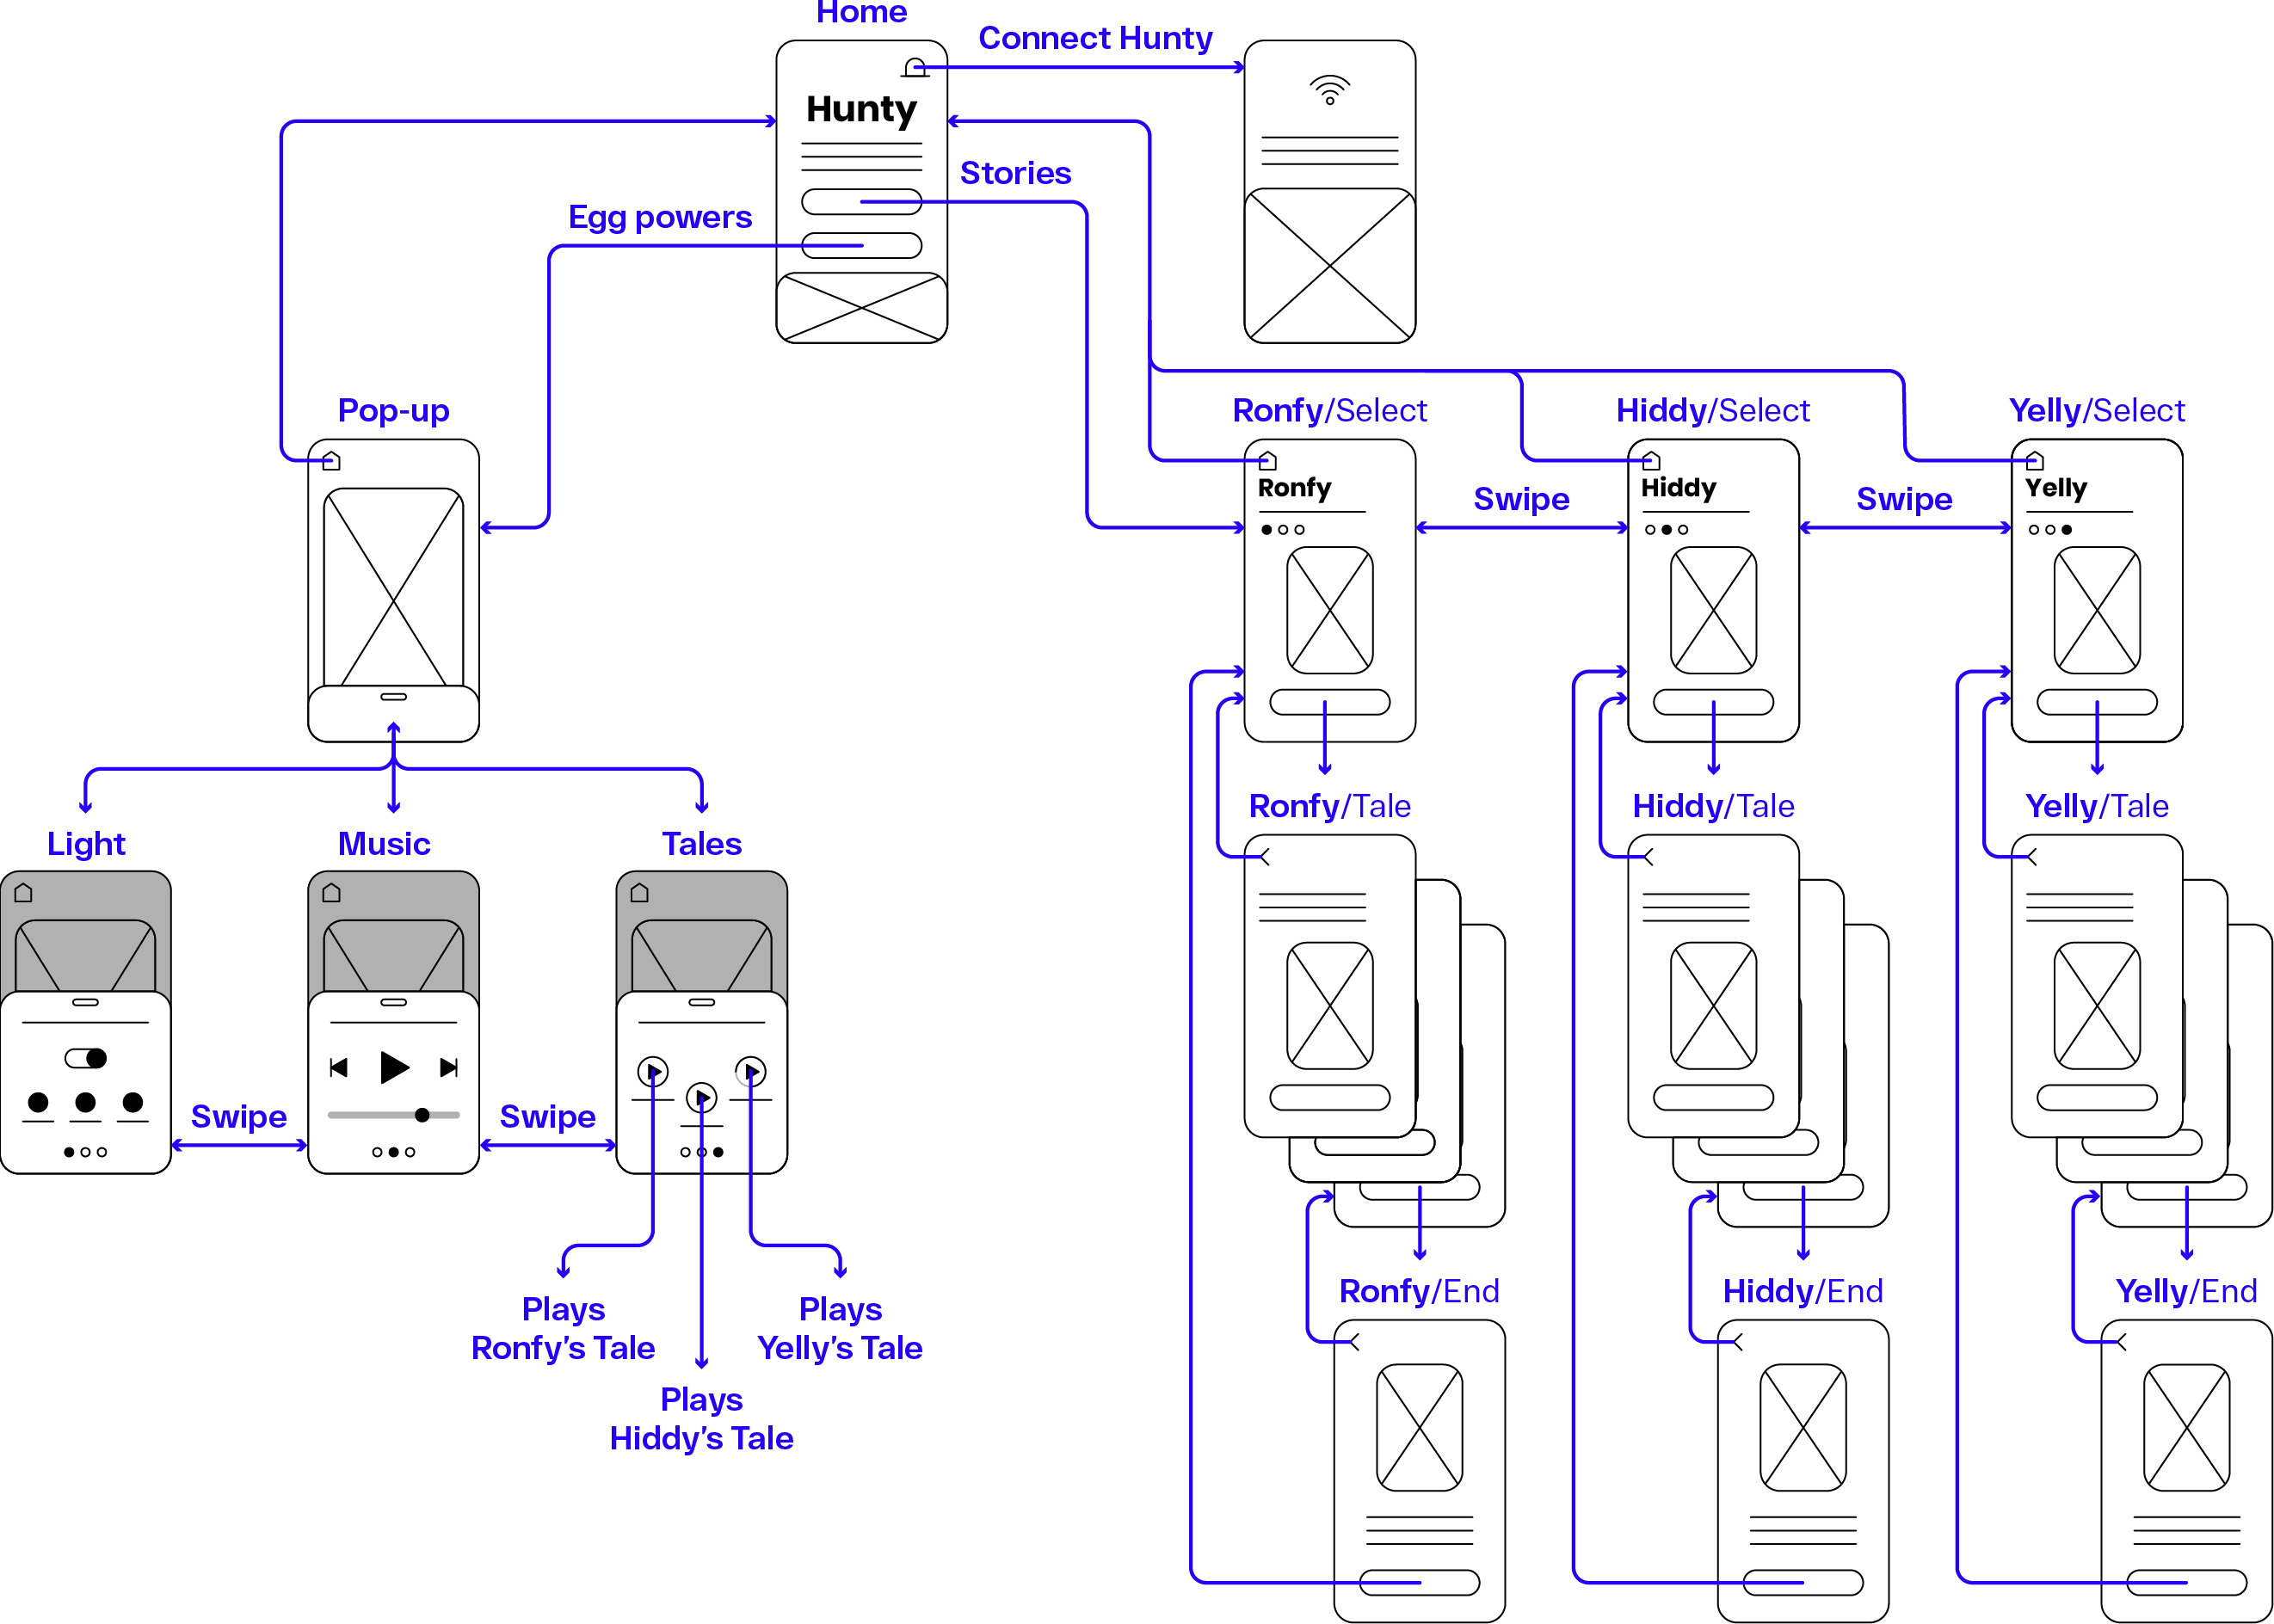 Home
Connect Hunty
Hunty
Stories
Egg powers
Pop-up
Ronfy/Select
Hiddy/Select
Yelly/Select
Ronfy
Hiddy
Yelly
Swipe
Swipe
Light
Music
Tales
Ronfy/Tale
Hiddy/Tale
Yelly/Tale
Swipe
Swipe
Plays
Ronfy’s Tale
Plays
Yelly’s Tale
Plays
Hiddy’s Tale
Ronfy/End
Hiddy/End
Yelly/End